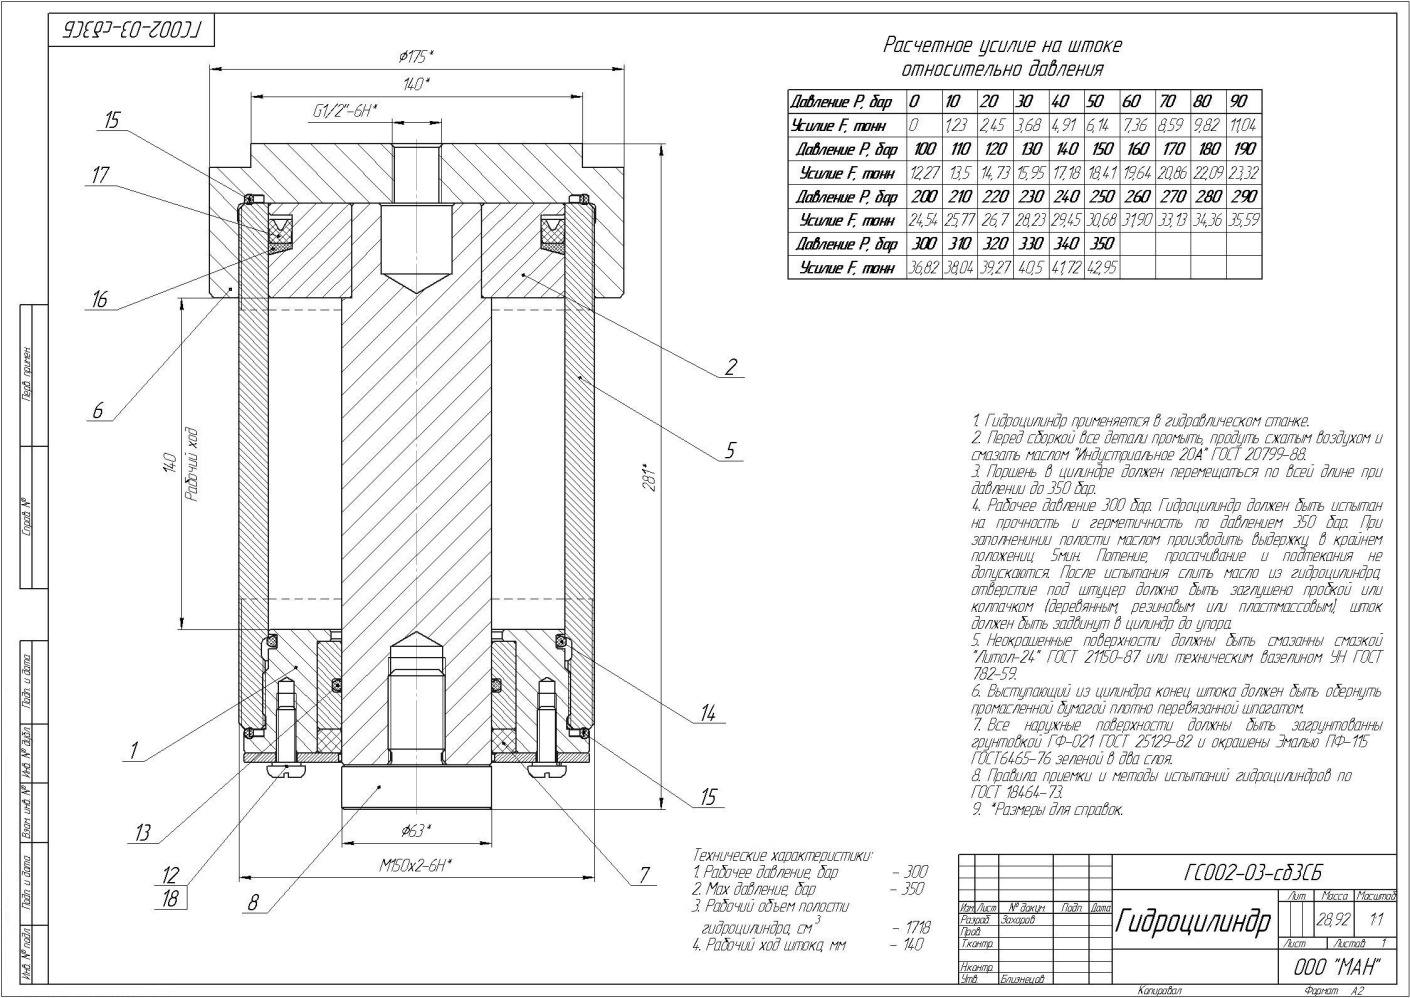 ГС002-03-сб3СБ
Расчетное усилие на штоке
относительно давления
Давление Р, бар 0 10 20 30 40 50 60 70 80 90
Усилие F, тонн 0 1,23 2,45 3,68 4,91 6,14 7,36 8,59 9,82 11,04
Давление Р, бар 100 110 120 130 140 150 160 170 180 190
Усилие F, тонн 12,27 13,5 14,73 15,95 17,18 18,41 19,64 20,86 22,09 23,32
Давление Р, бар 200 210 220 230 240 250 260 270 280 290
Усилие F, тонн 24,54 25,77 26,7 28,23 29,45 30,68 31,90 33,13 34,36 35,59
Давление Р, бар 300 310 320 330 340 350
Усилие F, тонн 36,82 38,04 39,27 40,5 41,72 42,95
Ф175*
140*
G1/2"-6Н*
15
17
16
6
2
5
140
Рабочий ход
281*
14
15
1
13
12
18
8
7
Ф63*
М150х2-6Н*
1. Гидроцилиндр применяется в гидравлическом станке.
2. Перед сборкой все детали промыть, продуть сжатым воздухом и
смазать маслом "Индустриальное 20А" ГОСТ 20799-88.
3. Поршень в цилиндре должен перемещаться по всей длине при
давлении до 350 бар.
4. Рабочее давление 300 бар. Гидроцилиндр должен быть испытан
на прочность и герметичность по давлением 350 бар. При
заполненинии полости маслом производить выдержку, в крайнем
положениц, 5мин. Потение, просачивание и подтекания не
допускаются. После испытания слить масло из гидроцилиндра,
отверстие под штуцер должно быть заглушено пробкой или
колпачком (деревянным, резиновым или пластмассовым), шток
должен быть задвинут в цилиндр до упора.
5. Неокрашенные поверхности должны быть смазанны смазкой
"Литол-24" ГОСТ 21150-87 или техническим вазелином УН ГОСТ
782-59.
6. Выступающий из цилиндра конец штока должен быть обернуть
промасленной бумагой плотно перевязанной шпагатом.
7. Все наружные поверхности должны быть загрунтованны
грунтовкой ГФ-021 ГОСТ 25129-82 и окрашены Эмалью ПФ-115
ГОСТ6465-76 зеленой в два слоя.
8. Правила приемки и методы испытаний гидроцилиндров по
ГОСТ 18464-73.
9. *Размеры для справок.
Технические характеристики:
1. Рабочее давление, бар - 300
2. Мах давление, бар - 350
3. Рабочий объем полости
гидроцилиндра, см3 - 1718
4. Рабочий ход штока, мм - 140
ГС002-03-сб3СБ
Гидроцилиндр
Лит. Масса Масштаб
28,92 1:1
Лист Листов 1
ООО "МАН"
Изм. Лист № докум. Подп. Дата
Разраб. Захаров
Пров.
Т.контр.
Н.контр.
Утв. Близнецов
Копировал
Формат А2
Перв. примен.
Справ. №
Подп. и дата
Инв. № дубл.
Взам. инв. №
Подп. и дата
Инв. № подл.